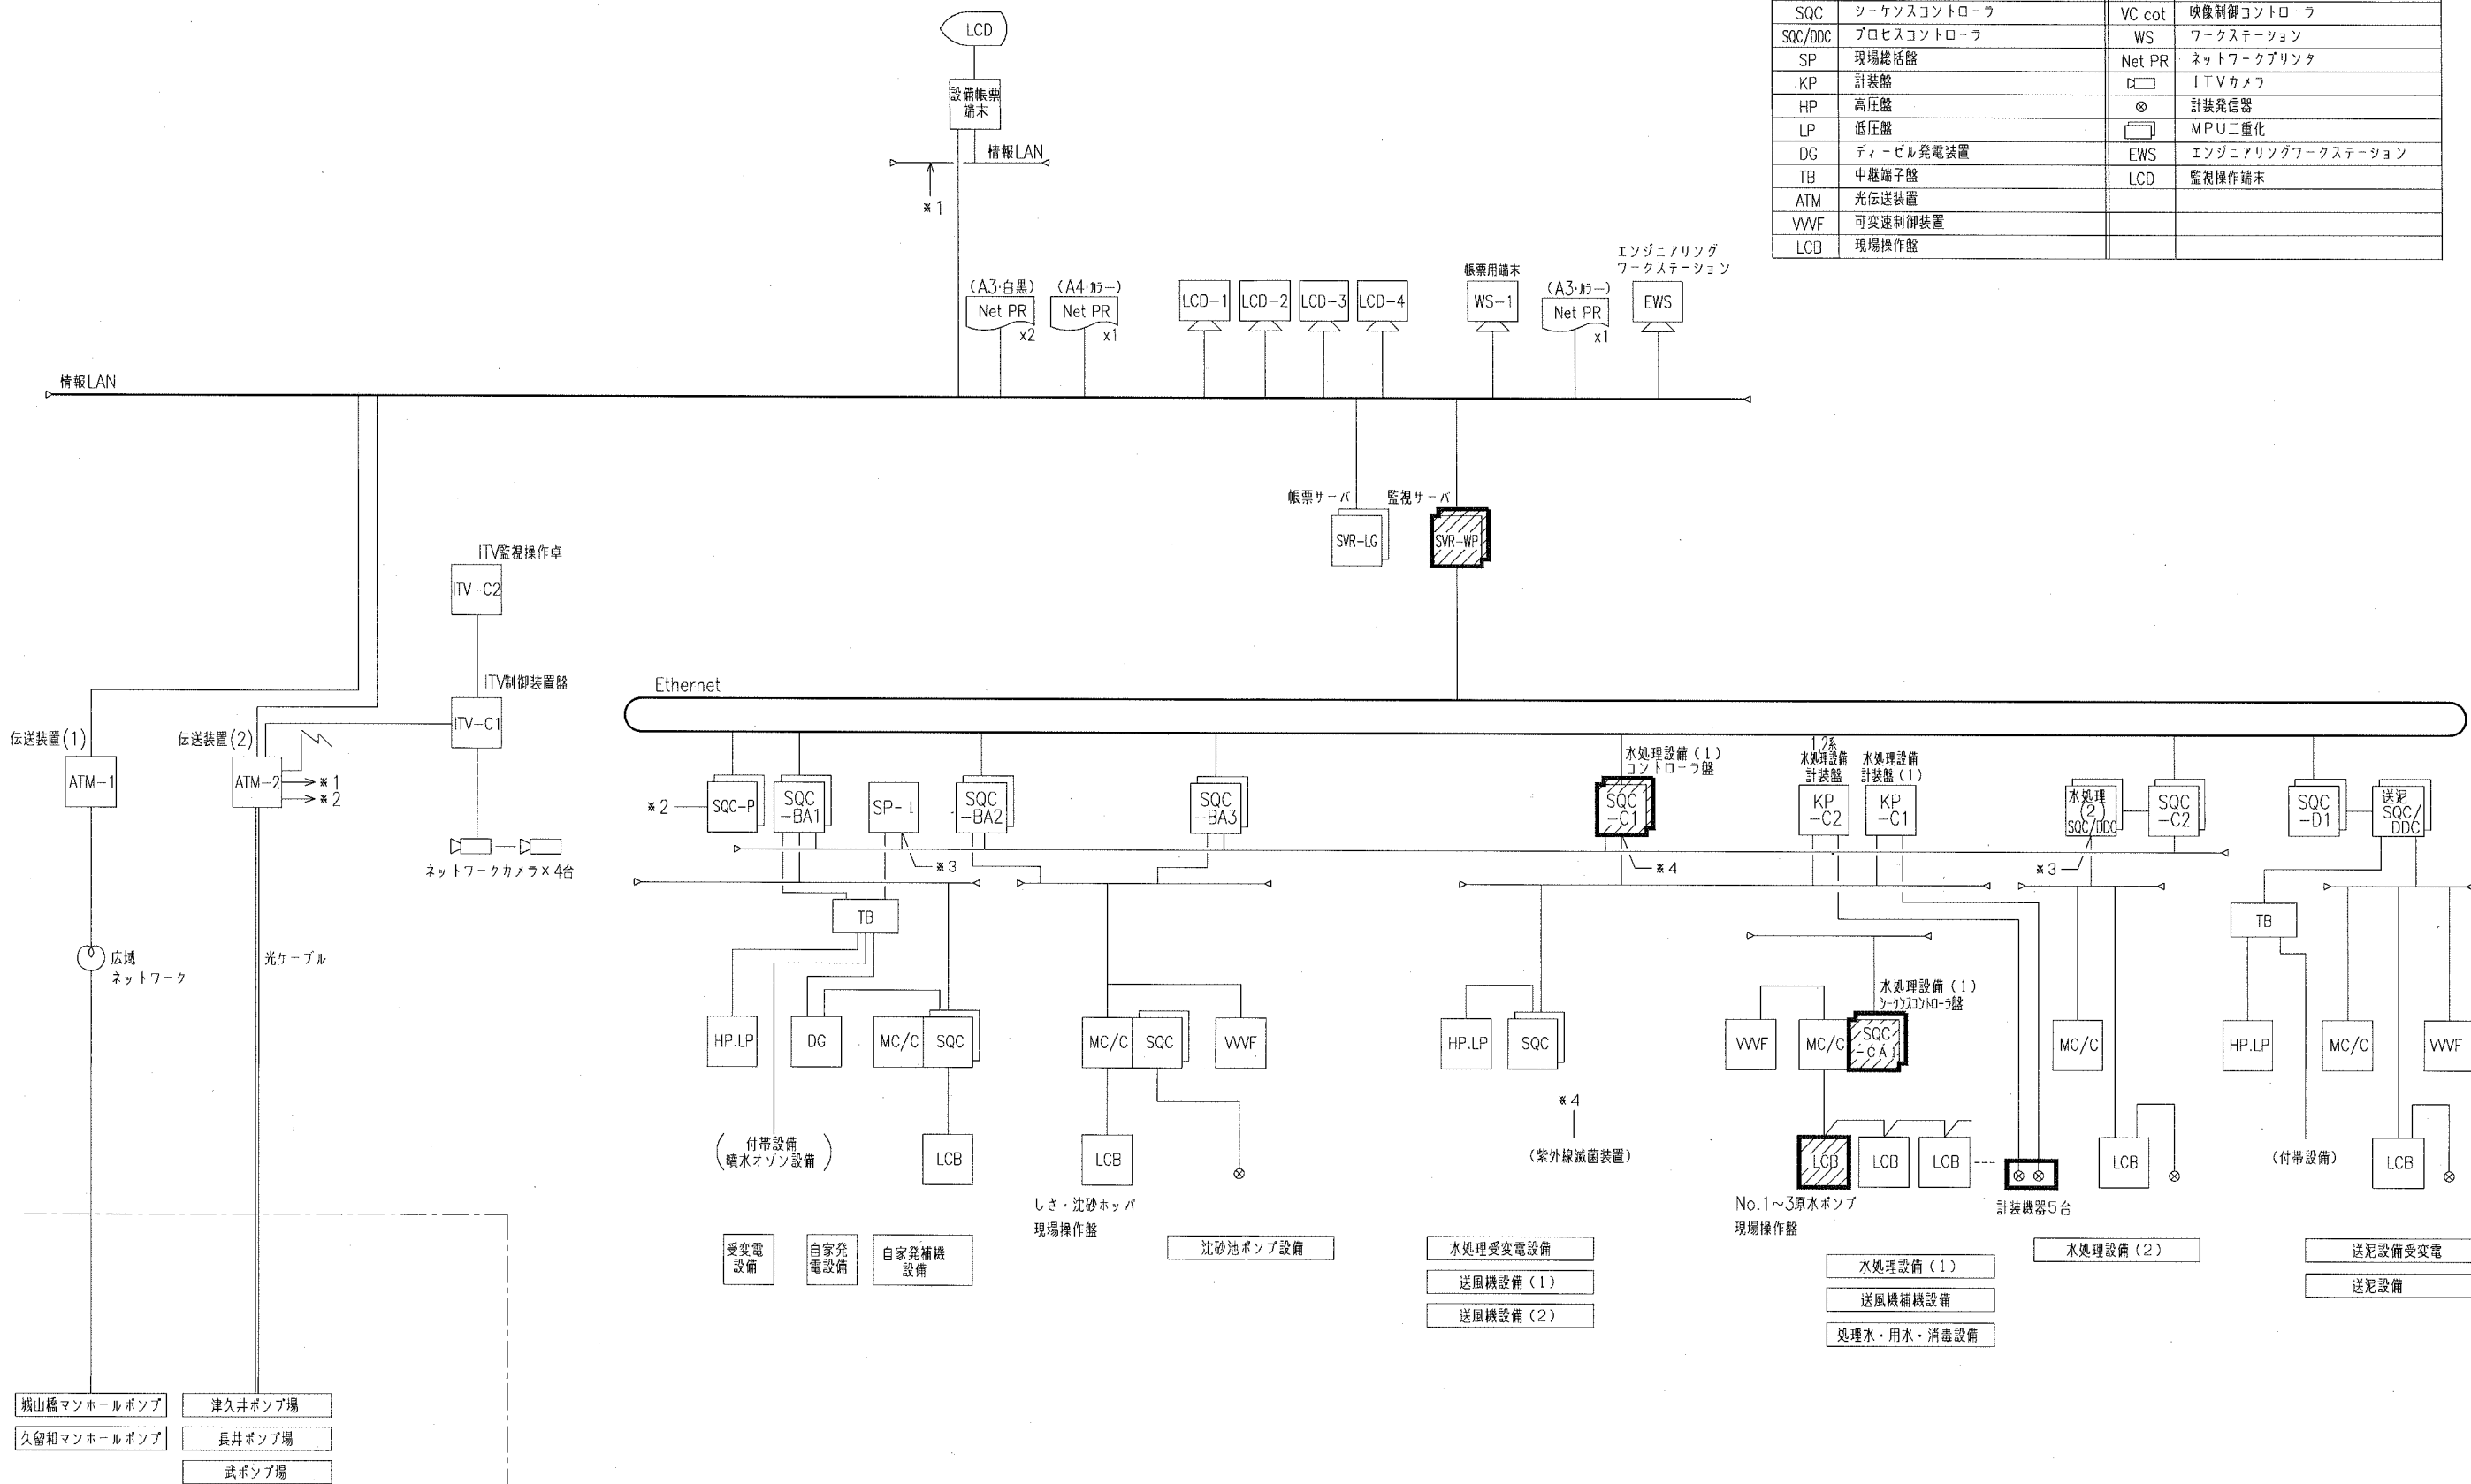 LCD
設備帳票
端末
情報LAN
※1
SQC シーケンスコントローラ VC cot 映像制御コントローラ
SQC/DDC プロセスコントローラ WS ワークステーション
SP 現場総括盤 Net PR ネットワークプリンタ
KP 計装盤 ITVカメラ
HP 高圧盤 計装発信器
LP 低圧盤 MPU二重化
DG ディーゼル発電装置 EWS エンジニアリングワークステーション
TB 中継端子盤 LCD 監視操作端末
ATM 光伝送装置
VVVF 可変速制御装置
LCB 現場操作盤
(A3・白黒)
Net PR
x2
(A4・カラー)
Net PR
x1
LCD-1
LCD-2
LCD-3
LCD-4
帳票用端末
WS-1
(A3・カラー)
Net PR
x1
エンジニアリング
ワークステーション
EWS
情報LAN
帳票サーバ
SVR-LG
監視サーバ
SVR-WP
ITV監視操作卓
ITV-C2
ITV制御装置盤
ITV-C1
ネットワークカメラ×4台
伝送装置(1)
ATM-1
広域
ネットワーク
伝送装置(2)
ATM-2
※1
※2
光ケーブル
Ethernet
※2
SQC-P
SQC
-BA1
SP-1
※3
SQC
-BA2
SQC
-BA3
水処理設備(1)
コントローラ盤
SQC
-C1
※4
1,2系
水処理設備
計装盤
KP
-C2
水処理設備
計装盤(1)
KP
-C1
水処理
(2)
SQC/DDC
※3
SQC
-C2
SQC
-D1
送泥
SQC/
DDC
TB
HP.LP
DG
MC/C
SQC
LCB
付帯設備
噴水オゾン設備
MC/C
SQC
VVVF
LCB
しさ・沈砂ホッパ
現場操作盤
HP.LP
SQC
※4
(紫外線滅菌装置)
水処理設備(1)
シーケンスコントローラ盤
VVVF
MC/C
SQC
-CA1
LCB
LCB
LCB
No.1~3原水ポンプ
現場操作盤
計装機器5台
MC/C
LCB
TB
HP.LP
MC/C
VVVF
(付帯設備)
LCB
受変電
設備
自家発
電設備
自家発補機
設備
沈砂池ポンプ設備
水処理受変電設備
送風機設備(1)
送風機設備(2)
水処理設備(1)
送風機補機設備
処理水・用水・消毒設備
水処理設備(2)
送泥設備受変電
送泥設備
城山橋マンホールポンプ
久留和マンホールポンプ
津久井ポンプ場
長井ポンプ場
武ポンプ場